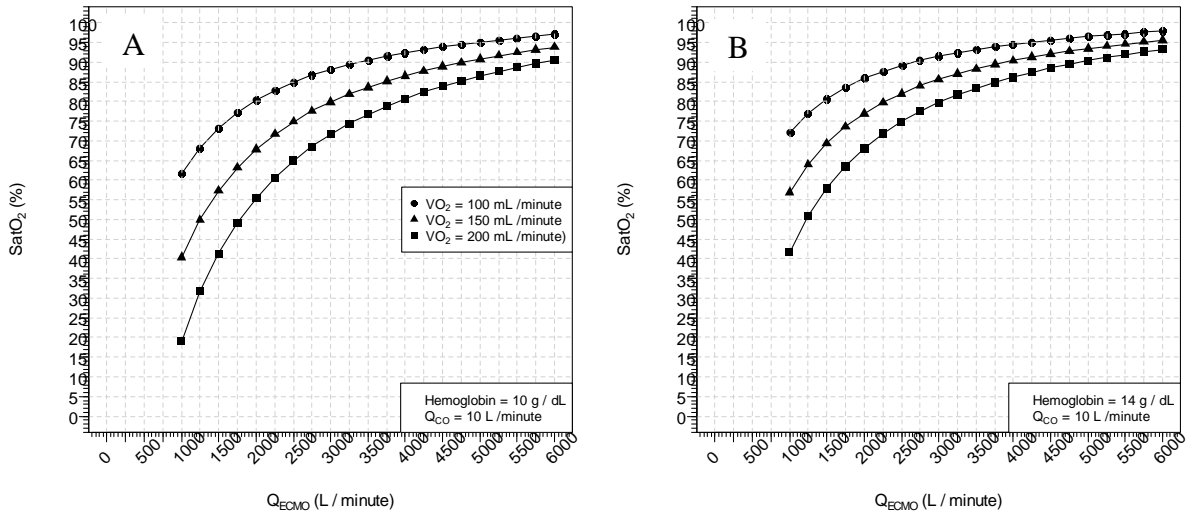 A
100
95
90
85
80
75
70
65
60
55
50
45
40
35
30
25
20
15
10
5
0
SatO₂ (%)
VO₂ = 100 mL /minute
VO₂ = 150 mL /minute
VO₂ = 200 mL /minute)
Hemoglobin = 10 g / dL
Q_CO = 10 L /minute
0 500 1000 1500 2000 2500 3000 3500 4000 4500 5000 5500 6000
Q_ECMO (L / minute)
B
100
95
90
85
80
75
70
65
60
55
50
45
40
35
30
25
20
15
10
5
0
SatO₂ (%)
Hemoglobin = 14 g / dL
Q_CO = 10 L /minute
0 500 1000 1500 2000 2500 3000 3500 4000 4500 5000 5500 6000
Q_ECMO (L / minute)